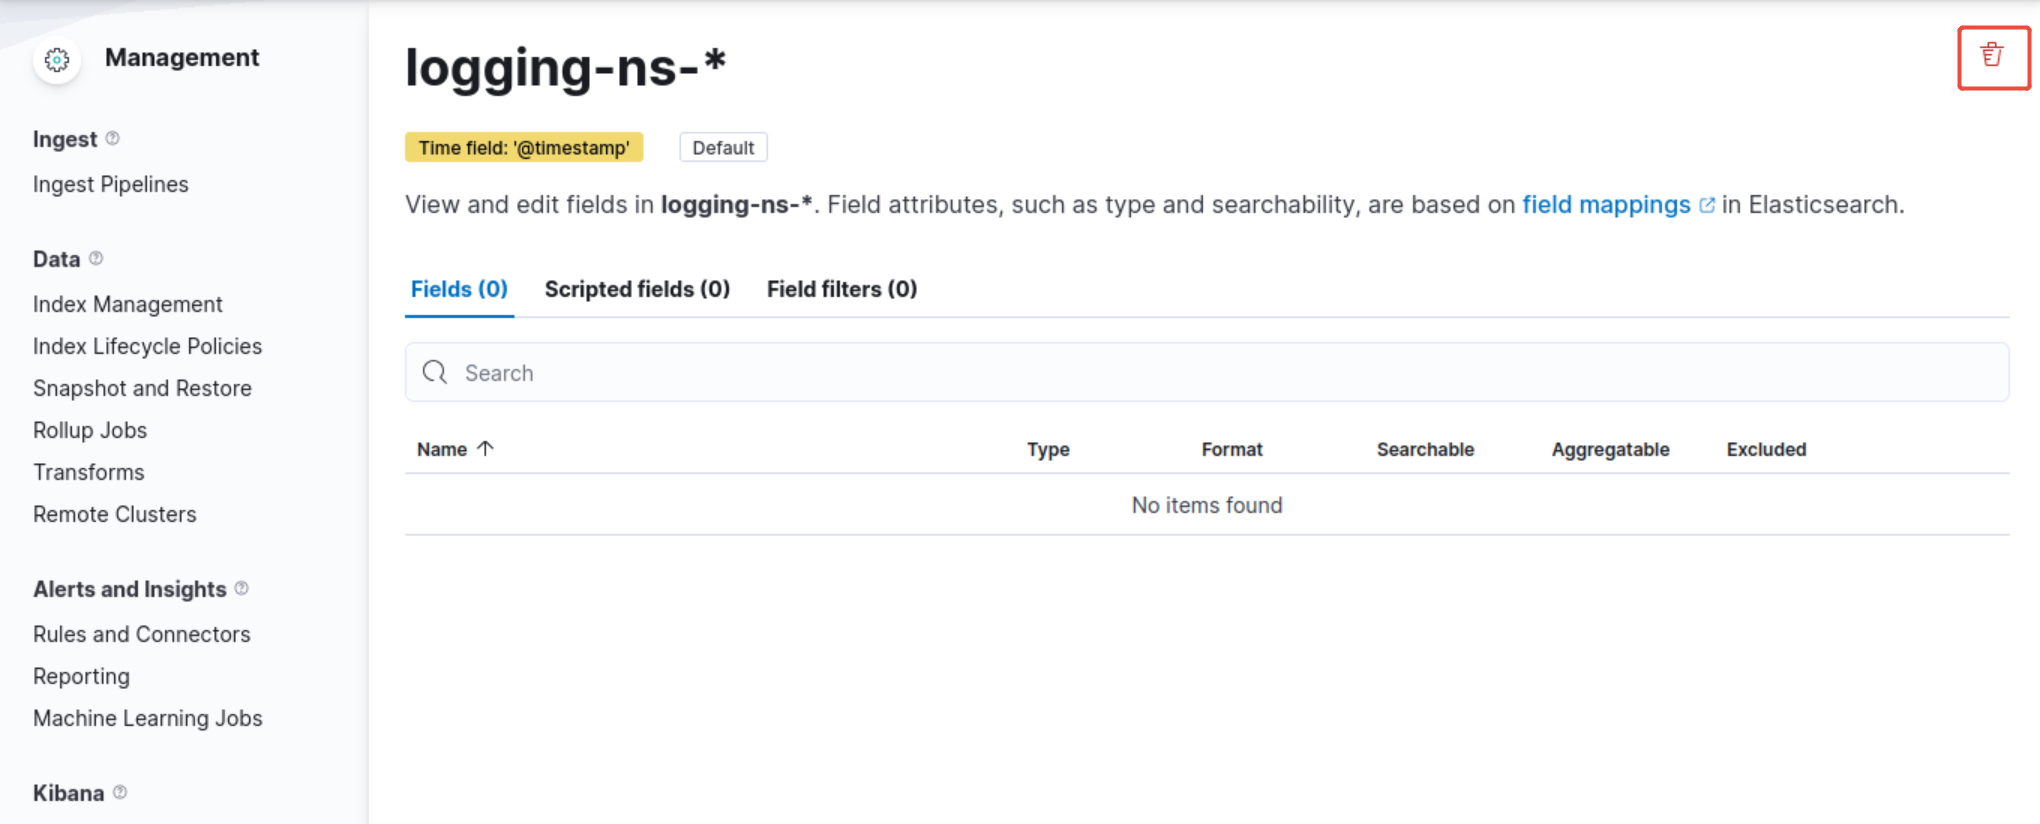 Management
Ingest
Ingest Pipelines
Data
Index Management
Index Lifecycle Policies
Snapshot and Restore
Rollup Jobs
Transforms
Remote Clusters
Alerts and Insights
Rules and Connectors
Reporting
Machine Learning Jobs
Kibana
logging-ns-*
Time field: '@timestamp' Default
View and edit fields in logging-ns-*. Field attributes, such as type and searchability, are based on field mappings in Elasticsearch.
Fields (0) Scripted fields (0) Field filters (0)
Search
Name Type Format Searchable Aggregatable Excluded
No items found